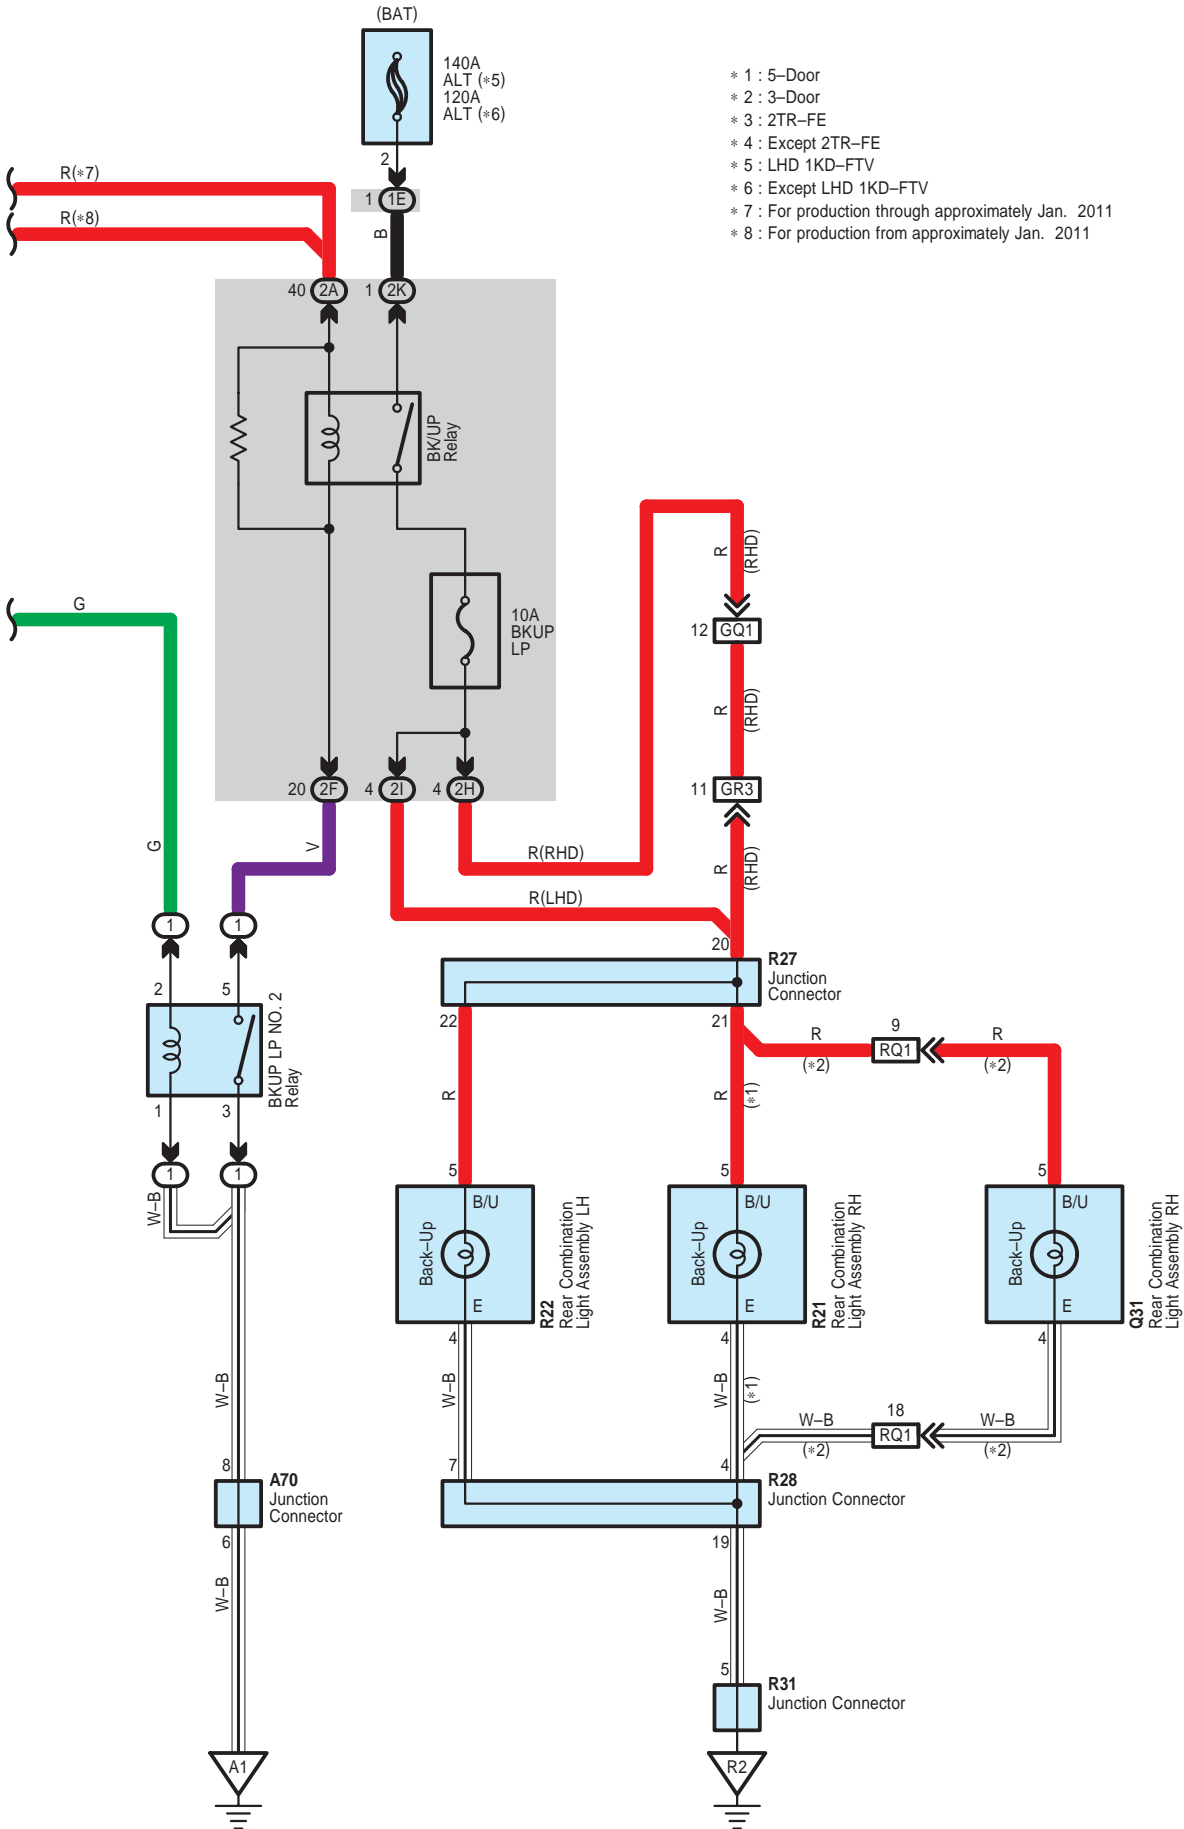 (BAT)
140A
ALT (*5)
120A
ALT (*6)
* 1 : 5–Door
* 2 : 3–Door
* 3 : 2TR–FE
* 4 : Except 2TR–FE
* 5 : LHD 1KD–FTV
* 6 : Except LHD 1KD–FTV
* 7 : For production through approximately Jan. 2011
* 8 : For production from approximately Jan. 2011
2
R(*7)
1 1E
R(*8)
B
40 2A
1 2K
BK/UP
Relay
R
(RHD)
G
10A
BKUP
LP
12 GQ1
R
(RHD)
20 2F
4 2I
4 2H
11 GR3
G
V
R(RHD)
R
(RHD)
R(LHD)
1
1
20
R27
Junction
Connector
2
5
BKUP LP NO. 2
Relay
22
21
R
(*2)
9
RQ1
R
(*2)
1
3
R
R
(*1)
1
1
5
5
5
W–B
B/U
Back–Up
E
R22
Rear Combination
Light Assembly LH
B/U
Back–Up
E
R21
Rear Combination
Light Assembly RH
B/U
Back–Up
E
Q31
Rear Combination
Light Assembly RH
4
4
4
W–B
W–B
W–B
(*1)
W–B
(*2)
18
RQ1
W–B
(*2)
8
A70
Junction
Connector
7
4
R28
Junction Connector
6
19
W–B
W–B
5
R31
Junction Connector
A1
R2